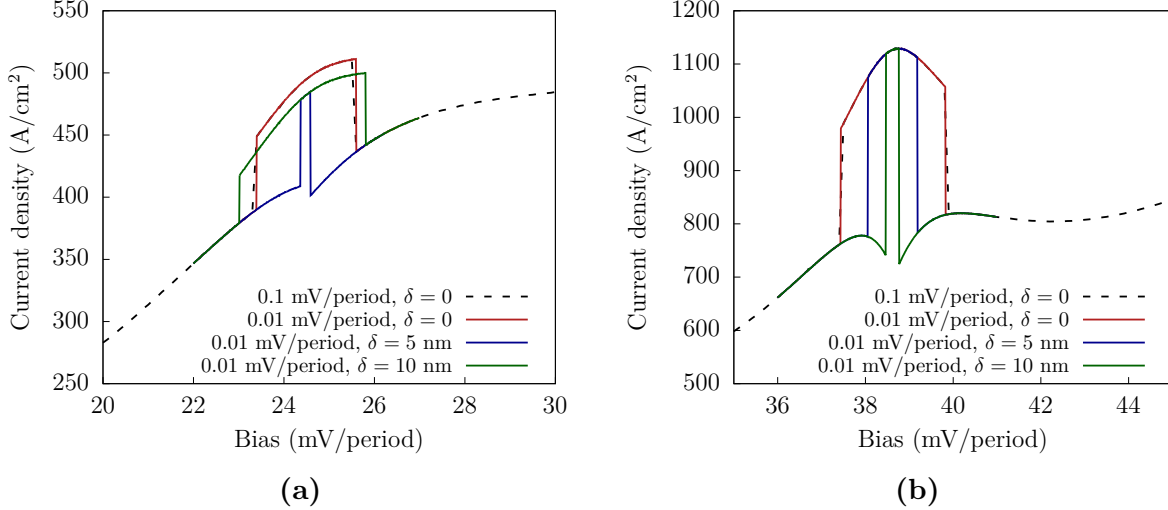 550
500
450
400
350
300
250
Current density (A/cm²)
0.1 mV/period, δ = 0
0.01 mV/period, δ = 0
0.01 mV/period, δ = 5 nm
0.01 mV/period, δ = 10 nm
20 22 24 26 28 30
Bias (mV/period)
(a)
1200
1100
1000
900
800
700
600
500
Current density (A/cm²)
0.1 mV/period, δ = 0
0.01 mV/period, δ = 0
0.01 mV/period, δ = 5 nm
0.01 mV/period, δ = 10 nm
36 38 40 42 44
Bias (mV/period)
(b)